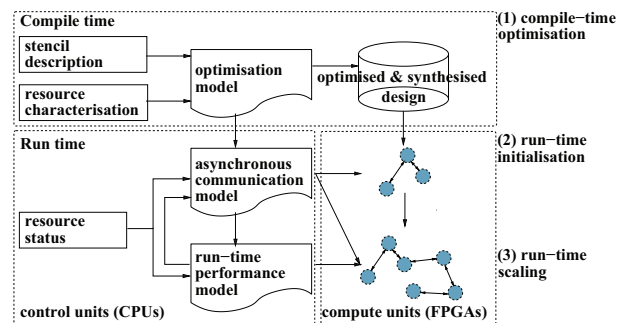 Compile time
(1) compile−time
optimisation
stencil
description
optimisation
model
optimised & synthesised
design
resource
characterisation
Run time
(2) run−time
initialisation
asynchronous
communication
model
resource
status
run−time
performance
model
(3) run−time
scaling
control units (CPUs)
compute units (FPGAs)